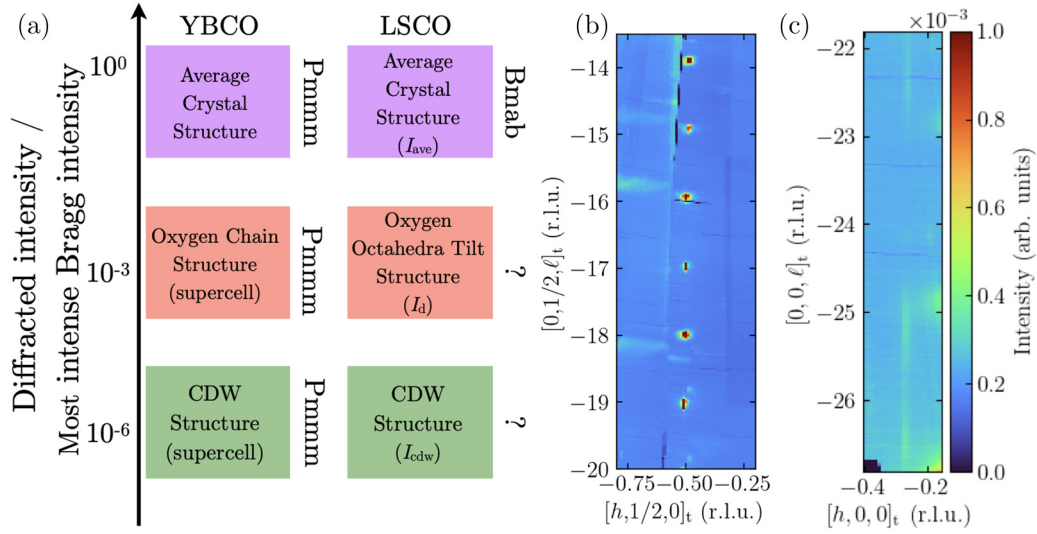 (a)
YBCO
LSCO
Diffracted intensity /
Most intense Bragg intensity
10⁰
10⁻³
10⁻⁶
Average
Crystal
Structure
Pmmm
Average
Crystal
Structure
(I_ave)
Bmab
Oxygen Chain
Structure
(supercell)
Pmmm
Oxygen
Octahedra Tilt
Structure
(I_d)
?
CDW
Structure
(supercell)
Pmmm
CDW
Structure
(I_cdw)
?
(b)
[0,1/2,ℓ]t (r.l.u.)
−14
−15
−16
−17
−18
−19
−20
−0.75 −0.50 −0.25
[h,1/2,0]t (r.l.u.)
(c)
[0,0,ℓ]t (r.l.u.)
−22
−23
−24
−25
−26
−0.4 −0.2
[h,0,0]t (r.l.u.)
×10⁻³
1.0
0.8
0.6
0.4
0.2
0.0
Intensity (arb. units)